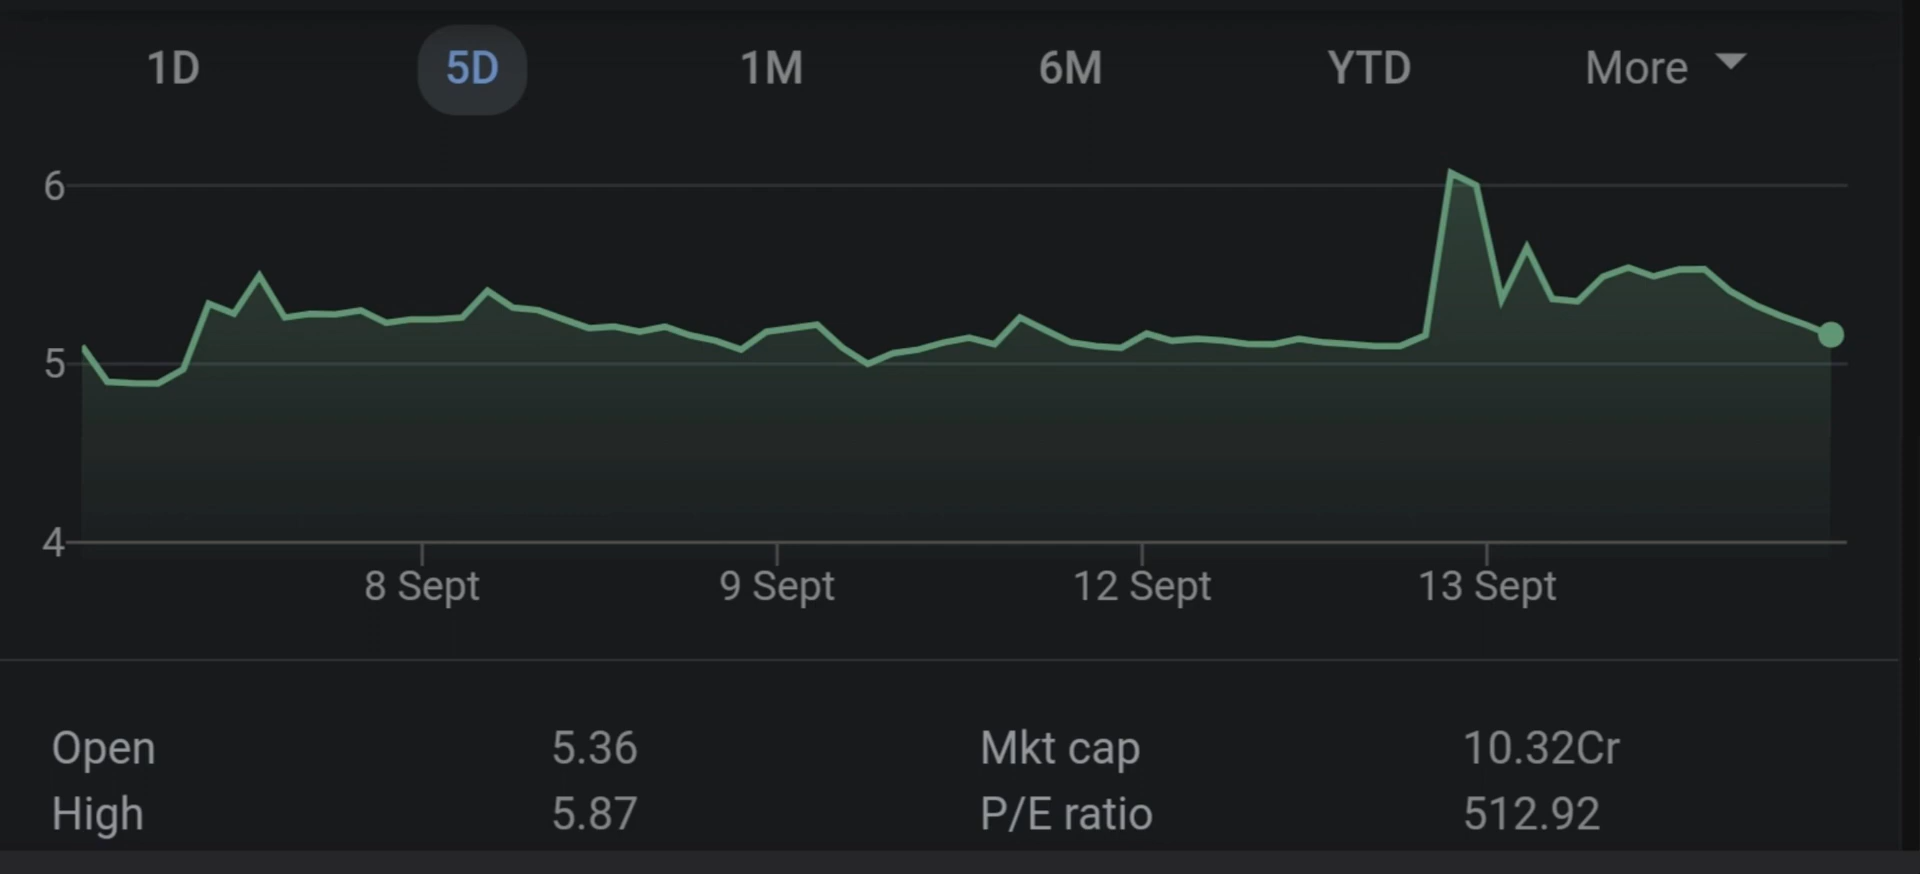 1D 5D 1M 6M YTD More
6
5
4
8 Sept 9 Sept 12 Sept 13 Sept
Open 5.36 Mkt cap 10.32Cr
High 5.87 P/E ratio 512.92